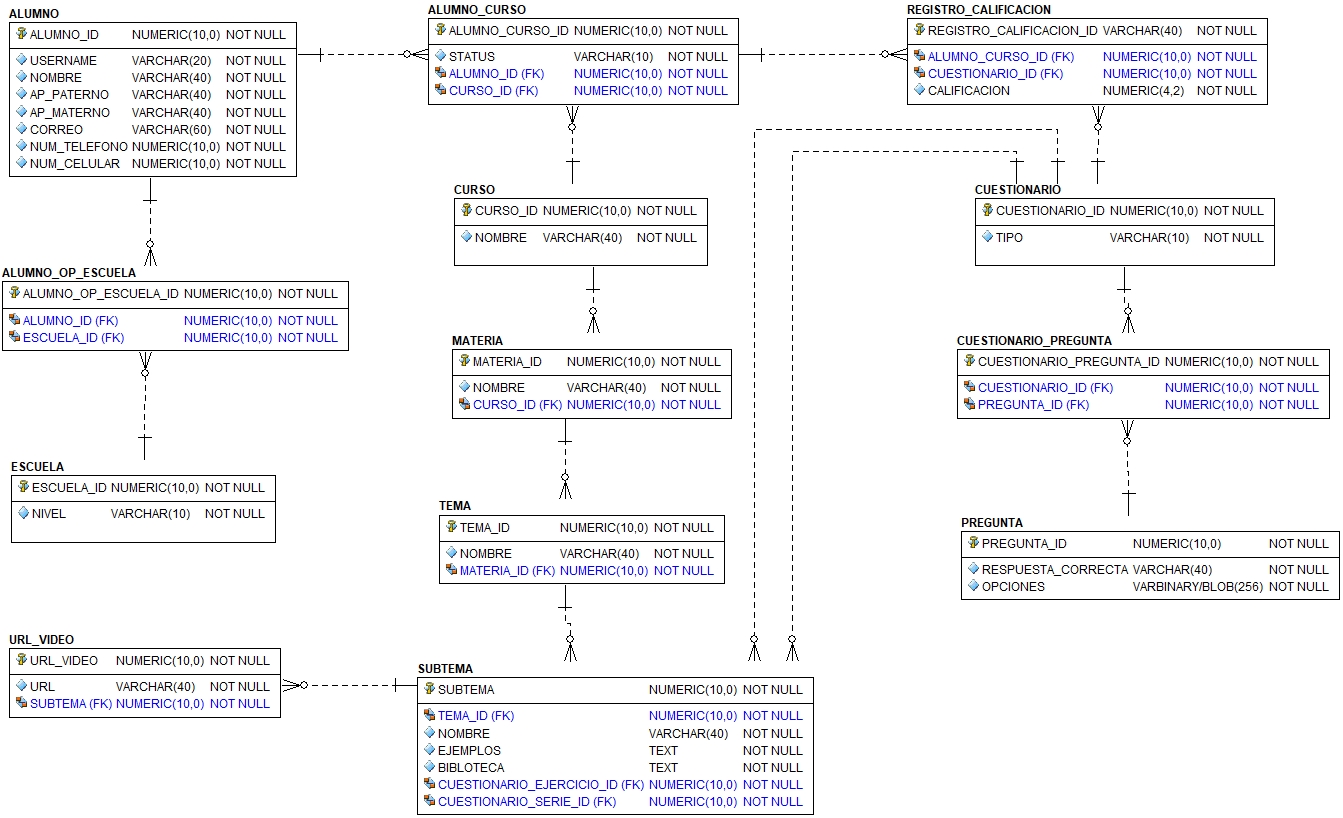 ALUMNO
ALUMNO_ID NUMERIC(10,0) NOT NULL
USERNAME VARCHAR(20) NOT NULL
NOMBRE VARCHAR(40) NOT NULL
AP_PATERNO VARCHAR(40) NOT NULL
AP_MATERNO VARCHAR(40) NOT NULL
CORREO VARCHAR(60) NOT NULL
NUM_TELEFONO NUMERIC(10,0) NOT NULL
NUM_CELULAR NUMERIC(10,0) NOT NULL
ALUMNO_CURSO
ALUMNO_CURSO_ID NUMERIC(10,0) NOT NULL
STATUS VARCHAR(10) NOT NULL
ALUMNO_ID (FK) NUMERIC(10,0) NOT NULL
CURSO_ID (FK) NUMERIC(10,0) NOT NULL
REGISTRO_CALIFICACION
REGISTRO_CALIFICACION_ID VARCHAR(40) NOT NULL
ALUMNO_CURSO_ID (FK) NUMERIC(10,0) NOT NULL
CUESTIONARIO_ID (FK) NUMERIC(10,0) NOT NULL
CALIFICACION NUMERIC(4,2) NOT NULL
CURSO
CURSO_ID NUMERIC(10,0) NOT NULL
NOMBRE VARCHAR(40) NOT NULL
CUESTIONARIO
CUESTIONARIO_ID NUMERIC(10,0) NOT NULL
TIPO VARCHAR(10) NOT NULL
ALUMNO_OP_ESCUELA
ALUMNO_OP_ESCUELA_ID NUMERIC(10,0) NOT NULL
ALUMNO_ID (FK) NUMERIC(10,0) NOT NULL
ESCUELA_ID (FK) NUMERIC(10,0) NOT NULL
MATERIA
MATERIA_ID NUMERIC(10,0) NOT NULL
NOMBRE VARCHAR(40) NOT NULL
CURSO_ID (FK) NUMERIC(10,0) NOT NULL
CUESTIONARIO_PREGUNTA
CUESTIONARIO_PREGUNTA_ID NUMERIC(10,0) NOT NULL
CUESTIONARIO_ID (FK) NUMERIC(10,0) NOT NULL
PREGUNTA_ID (FK) NUMERIC(10,0) NOT NULL
ESCUELA
ESCUELA_ID NUMERIC(10,0) NOT NULL
NIVEL VARCHAR(10) NOT NULL
TEMA
TEMA_ID NUMERIC(10,0) NOT NULL
NOMBRE VARCHAR(40) NOT NULL
MATERIA_ID (FK) NUMERIC(10,0) NOT NULL
PREGUNTA
PREGUNTA_ID NUMERIC(10,0) NOT NULL
RESPUESTA_CORRECTA VARCHAR(40) NOT NULL
OPCIONES VARBINARY/BLOB(256) NOT NULL
URL_VIDEO
URL_VIDEO NUMERIC(10,0) NOT NULL
URL VARCHAR(40) NOT NULL
SUBTEMA (FK) NUMERIC(10,0) NOT NULL
SUBTEMA
SUBTEMA NUMERIC(10,0) NOT NULL
TEMA_ID (FK) NUMERIC(10,0) NOT NULL
NOMBRE VARCHAR(40) NOT NULL
EJEMPLOS TEXT NOT NULL
BIBLOTECA TEXT NOT NULL
CUESTIONARIO_EJERCICIO_ID (FK) NUMERIC(10,0) NOT NULL
CUESTIONARIO_SERIE_ID (FK) NUMERIC(10,0) NOT NULL